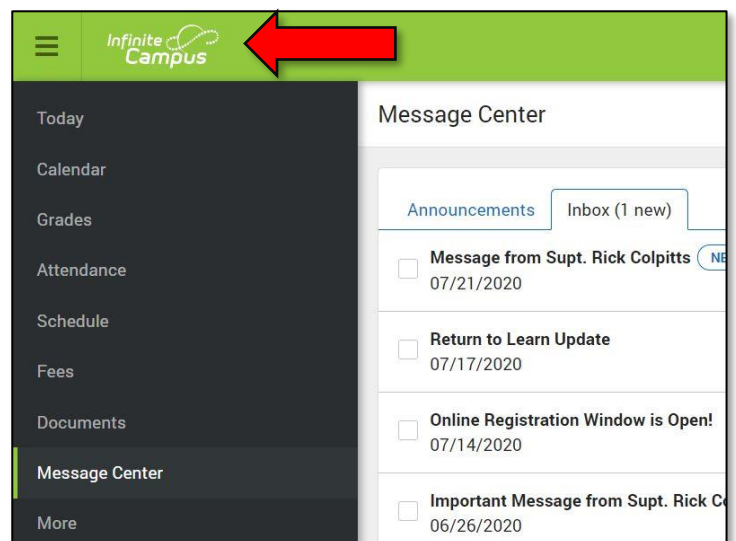 Infinite
Campus
Today
Calendar
Grades
Attendance
Schedule
Fees
Documents
Message Center
More
Message Center
Announcements
Inbox (1 new)
Message from Supt. Rick Colpitts
07/21/2020
Return to Learn Update
07/17/2020
Online Registration Window is Open!
07/14/2020
Important Message from Supt. Rick
06/26/2020